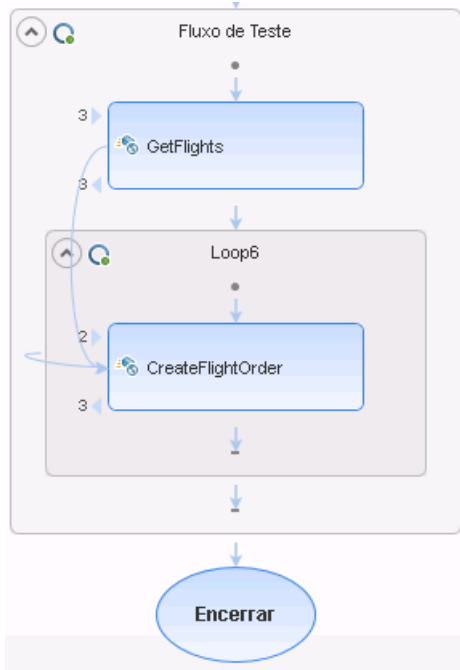 Fluxo de Teste
3
GetFlights
3
Loop6
2
CreateFlightOrder
3
Encerrar